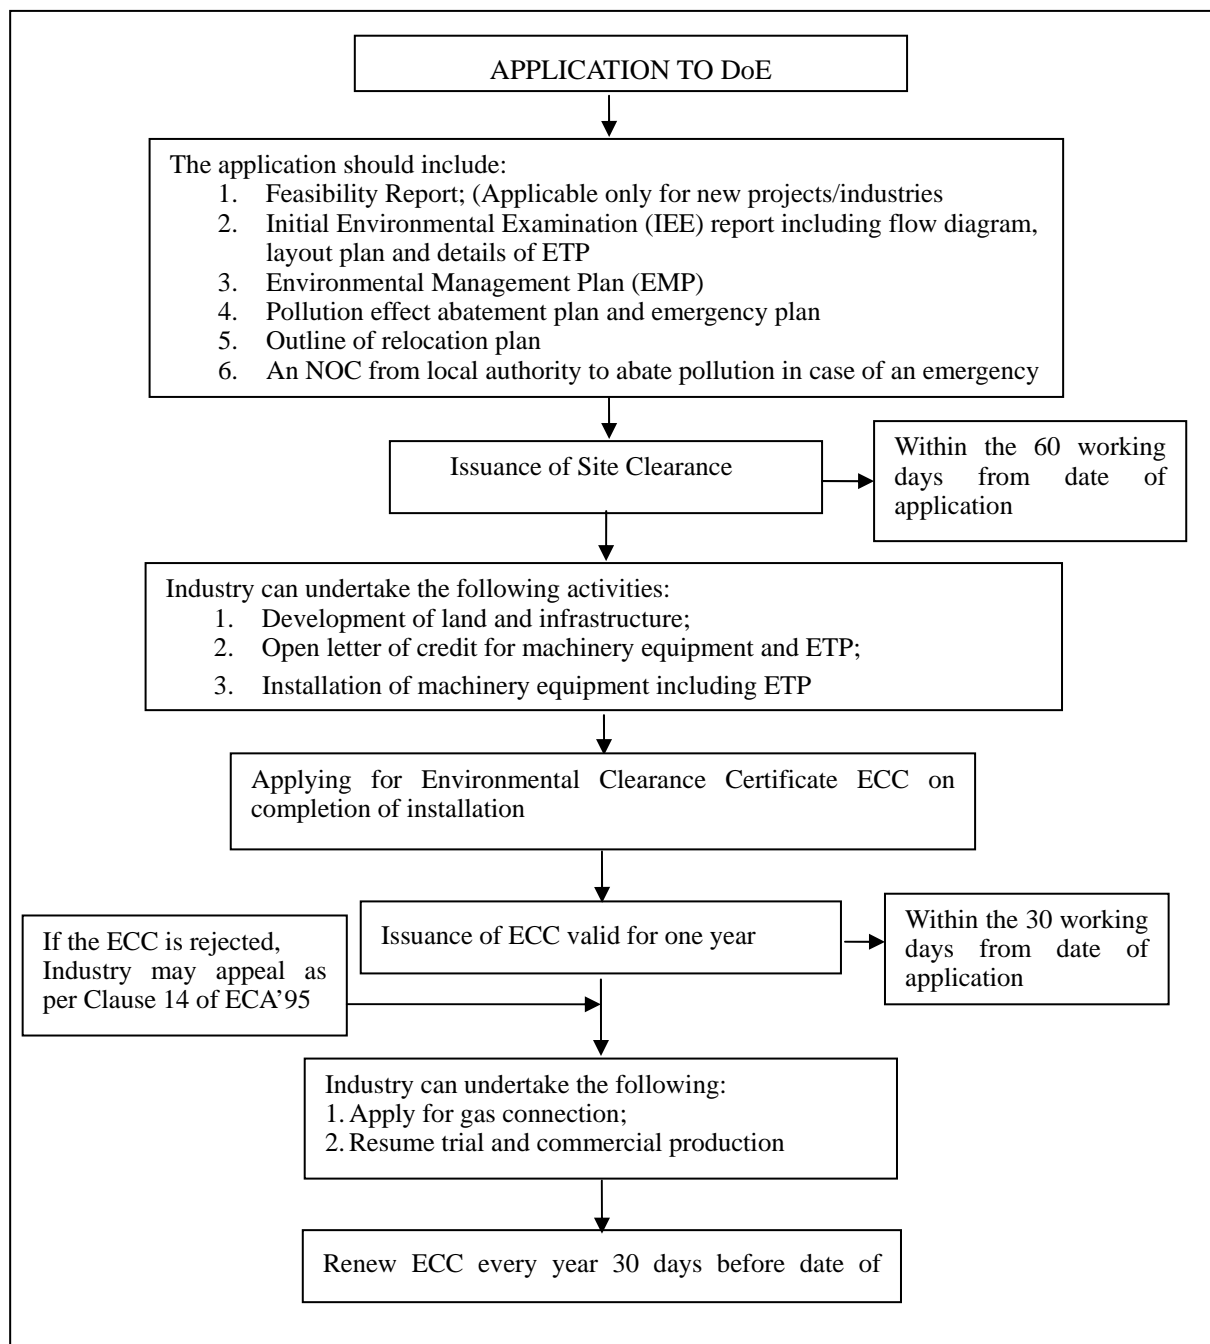 APPLICATION TO DoE
The application should include:
1. Feasibility Report; (Applicable only for new projects/industries
2. Initial Environmental Examination (IEE) report including flow diagram,
layout plan and details of ETP
3. Environmental Management Plan (EMP)
4. Pollution effect abatement plan and emergency plan
5. Outline of relocation plan
6. An NOC from local authority to abate pollution in case of an emergency
Issuance of Site Clearance
Within the 60 working
days from date of
application
Industry can undertake the following activities:
1. Development of land and infrastructure;
2. Open letter of credit for machinery equipment and ETP;
3. Installation of machinery equipment including ETP
Applying for Environmental Clearance Certificate ECC on
completion of installation
Issuance of ECC valid for one year
Within the 30 working
days from date of
application
If the ECC is rejected,
Industry may appeal as
per Clause 14 of ECA’95
Industry can undertake the following:
1. Apply for gas connection;
2. Resume trial and commercial production
Renew ECC every year 30 days before date of